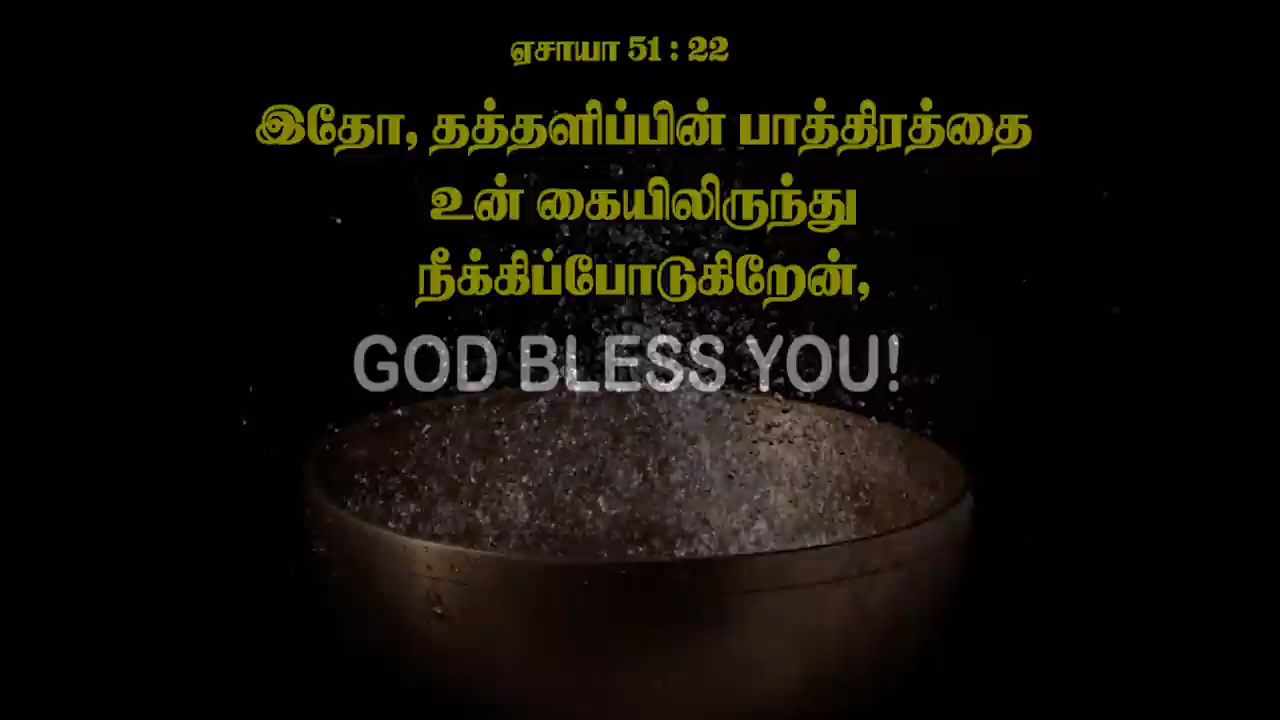 ஏசாயா 51 : 22
இதோ, தத்தளிப்பின் பாத்திரத்தை
உன் கையிலிருந்து
நீக்கிப்போடுகிறேன்,
GOD BLESS YOU!